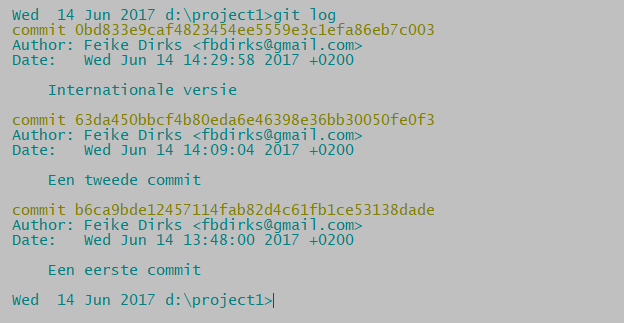 Wed  14 Jun 2017 d:\project1>git log
commit 0bd833e9caf4823454ee5559e3c1efa86eb7c003
Author: Feike Dirks <fbdirks@gmail.com>
Date:   Wed Jun 14 14:29:58 2017 +0200
Internationale versie
commit 63da450bbcf4b80eda6e46398e36bb30050fe0f3
Author: Feike Dirks <fbdirks@gmail.com>
Date:   Wed Jun 14 14:09:04 2017 +0200
Een tweede commit
commit b6ca9bde12457114fab82d4c61fb1ce53138dade
Author: Feike Dirks <fbdirks@gmail.com>
Date:   Wed Jun 14 13:48:00 2017 +0200
Een eerste commit
Wed  14 Jun 2017 d:\project1>